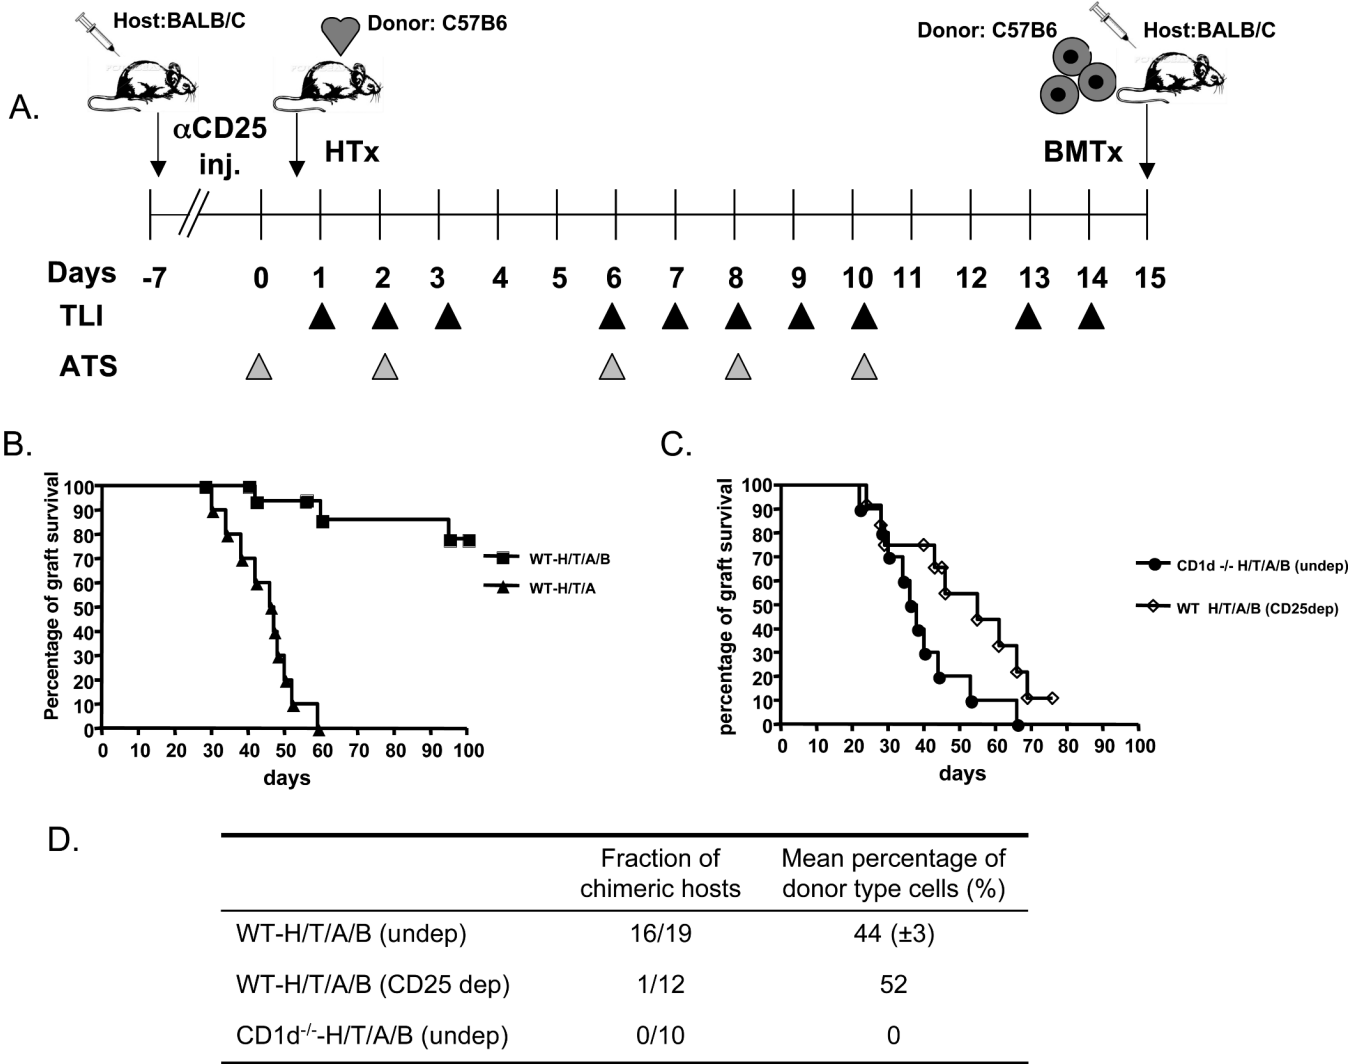 Host:BALB/C
Donor: C57B6
Donor: C57B6
Host:BALB/C
A.
αCD25
inj.
HTx
BMTx
Days -7 0 1 2 3 4 5 6 7 8 9 10 11 12 13 14 15
TLI
ATS
B.
Percentage of graft survival
100
90
80
70
60
50
40
30
20
10
0
0 10 20 30 40 50 60 70 80 90 100
days
WT-H/T/A/B
WT-H/T/A
C.
percentage of graft survival
100
90
80
70
60
50
40
30
20
10
0
0 10 20 30 40 50 60 70 80 90 100
days
CD1d -/- H/T/A/B (undep)
WT H/T/A/B (CD25dep)
D.
Fraction of chimeric hosts
Mean percentage of donor type cells (%)
WT-H/T/A/B (undep) 16/19 44 (±3)
WT-H/T/A/B (CD25 dep) 1/12 52
CD1d-/--H/T/A/B (undep) 0/10 0